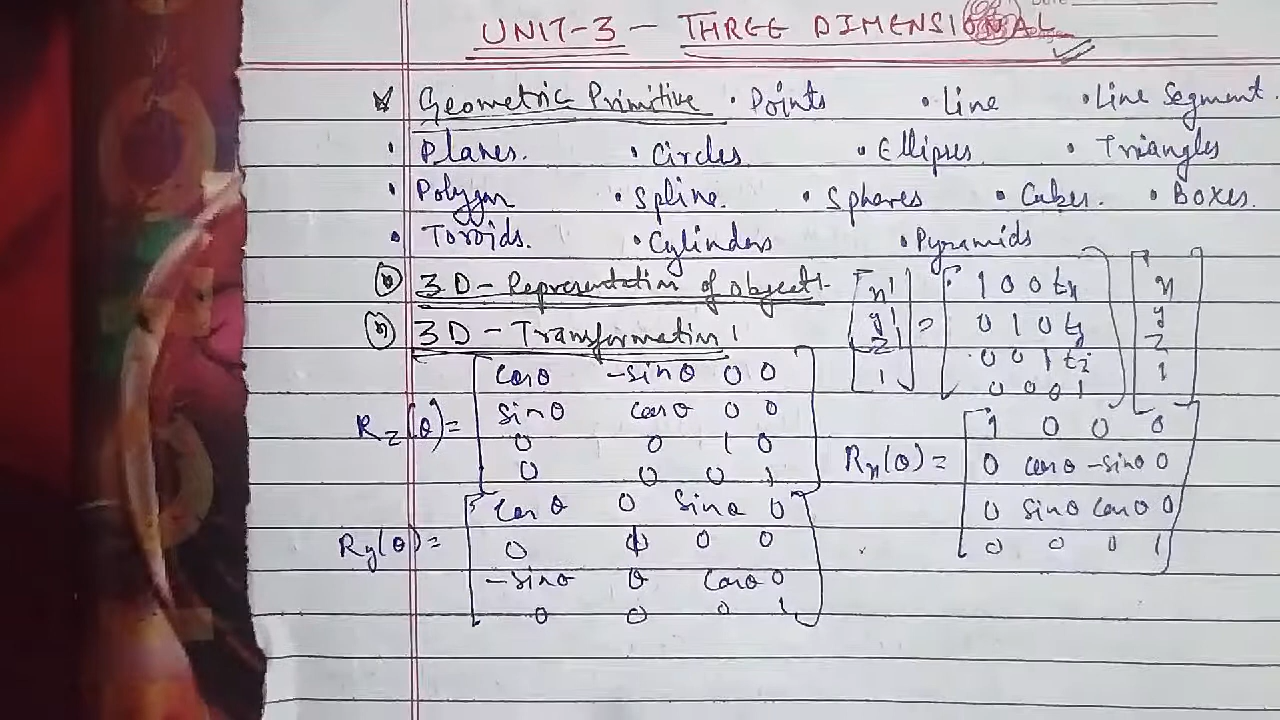 UNIT-3 - THREE DIMENSIONAL
Geometric Primitive • Points • Line • Line Segment.
• Planes. • Circles • Ellipses • Triangles
• Polygon • Spline. • Spheres • Cubes. • Boxes.
• Toroids. • Cylinders • Pyramids
3D - Representation of objects
3D - Transformation
x' = 1 0 0 tx x
y' 0 1 0 ty y
z' 0 0 1 tz z
1 0 0 0 1 1
Rz(θ) =
cosθ -sinθ 0 0
sinθ cosθ 0 0
0 0 1 0
0 0 0 1
Rx(θ) =
1 0 0 0
0 cosθ -sinθ 0
0 sinθ cosθ 0
0 0 0 1
Ry(θ) =
cosθ 0 sinθ 0
0 1 0 0
-sinθ 0 cosθ 0
0 0 0 1